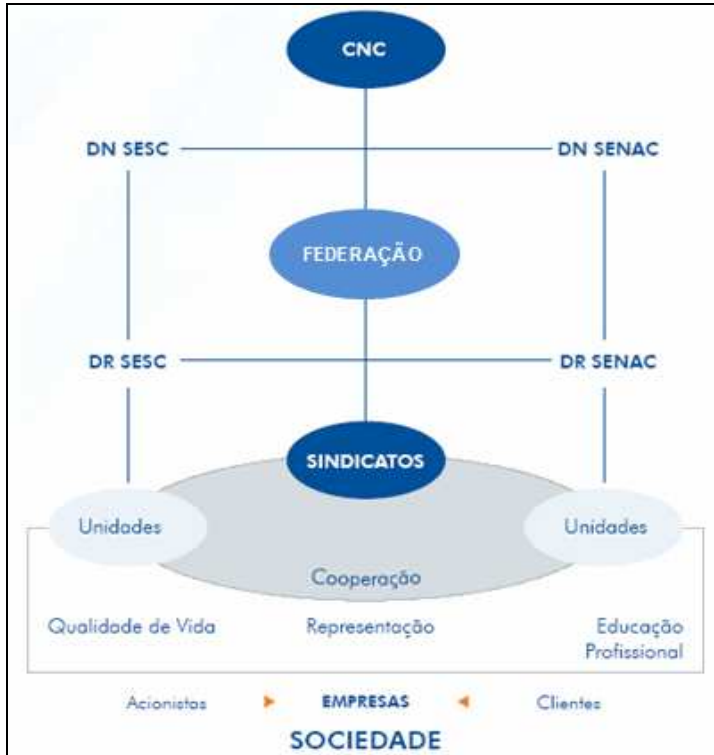 CNC
DN SESC
DN SENAC
FEDERAÇÃO
DR SESC
DR SENAC
SINDICATOS
Unidades
Unidades
Cooperação
Qualidade de Vida
Representação
Educação
Profissional
Acionistas
EMPRESAS
Clientes
SOCIEDADE